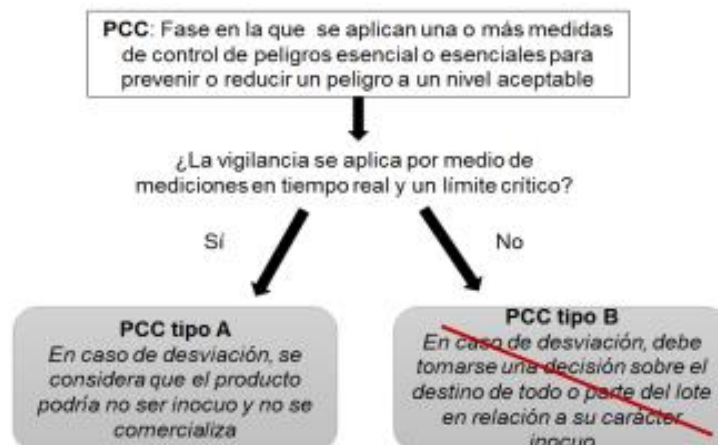 PCC: Fase en la que se aplican una o más medidas
de control de peligros esencial o esenciales para
prevenir o reducir un peligro a un nivel aceptable
¿La vigilancia se aplica por medio de
mediciones en tiempo real y un límite crítico?
Sí
No
PCC tipo A
En caso de desviación, se
considera que el producto
podría no ser inocuo y no se
comercializa
PCC tipo B
En caso de desviación, debe
tomarse una decisión sobre el
destino de todo o parte del lote
en relación a su carácter
inocuo